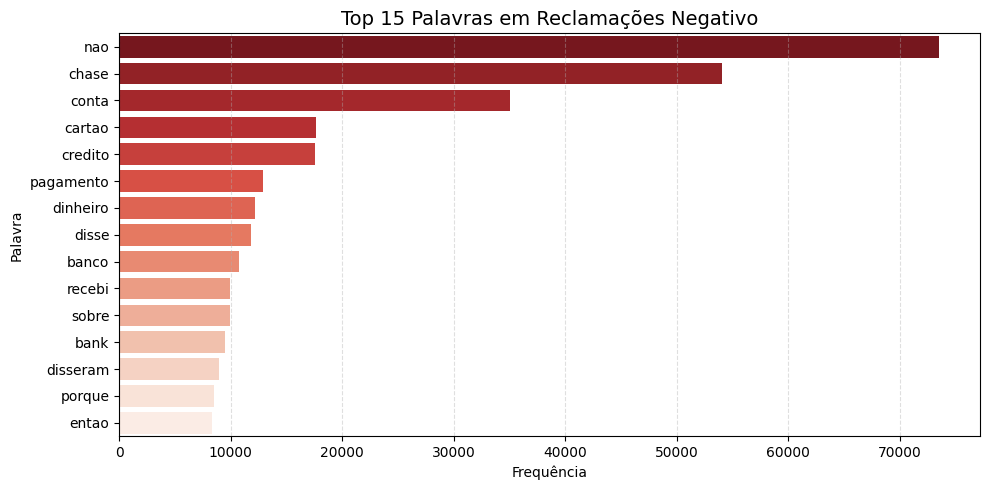 Top 15 Palavras em Reclamações Negativo
Palavra
nao
chase
conta
cartao
credito
pagamento
dinheiro
disse
banco
recebi
sobre
bank
disseram
porque
entao
0 10000 20000 30000 40000 50000 60000 70000
Frequência